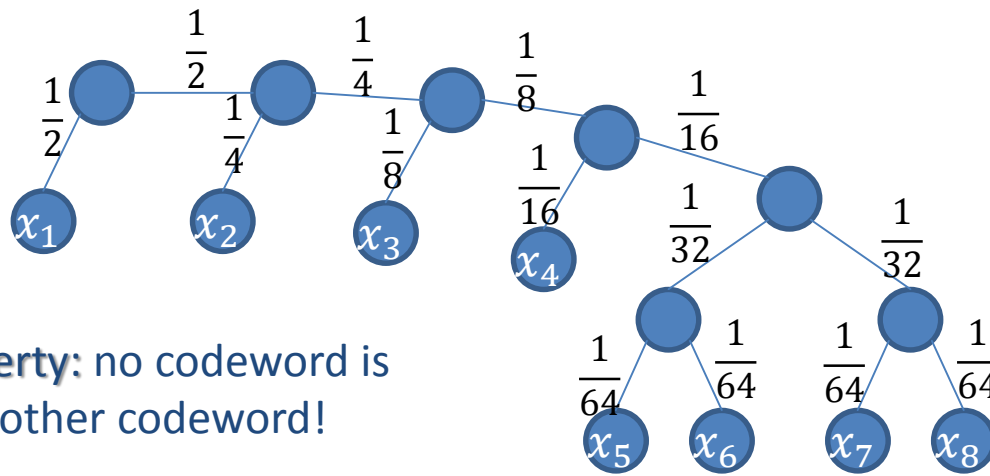 1/2 1/4 1/8
1/2 1/4 1/8 1/16 1/16
x₁ x₂ x₃ x₄
1/32 1/32
erty: no codeword is
other codeword!
1/64 1/64 1/64 1/64
x₅ x₆ x₇ x₈